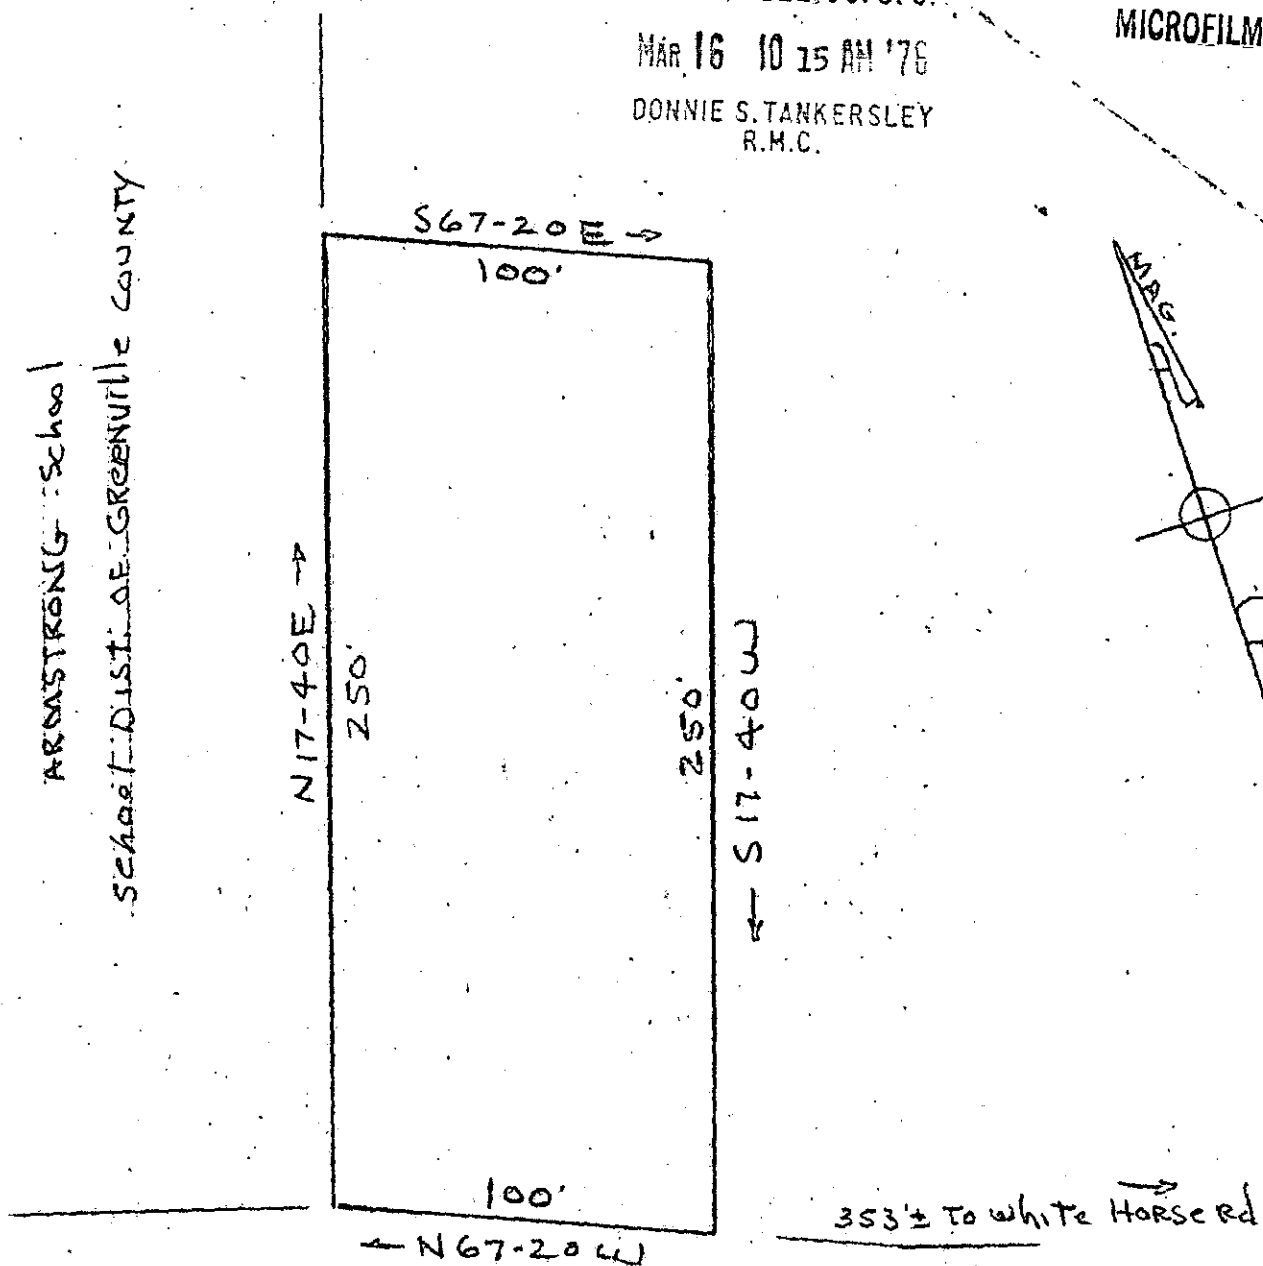 MICROFILM
MAR 16 10 15 AM '76
DONNIE S. TANKERSLEY
R.M.C.
S67-20E →
100'
MAG.
ARMSTRONG School
School Dist. OF GREENVIlle COUNTY
N17-40E →
250'
250'
← S17-40W
100'
← N67-20W
353'± To white HORSe Rd